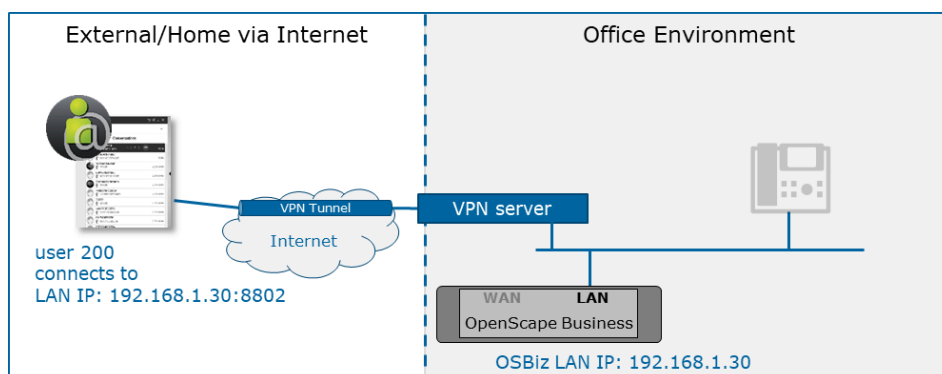 External/Home via Internet
Office Environment
@
VPN Tunnel
VPN server
Internet
user 200
connects to
LAN IP: 192.168.1.30:8802
WAN
LAN
OpenScape Business
OSBiz LAN IP: 192.168.1.30